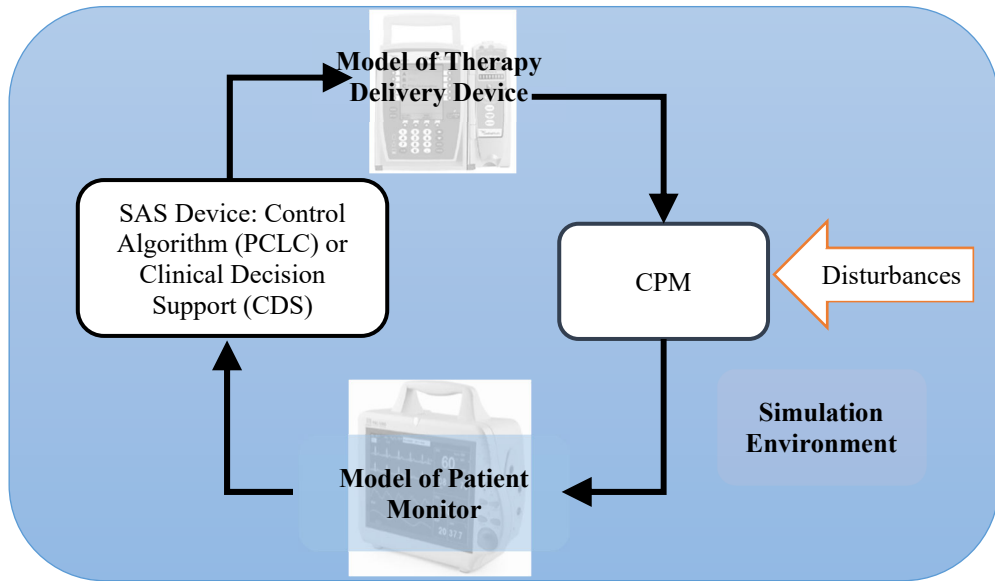 Model of Therapy
Delivery Device
SAS Device: Control
Algorithm (PCLC) or
Clinical Decision
Support (CDS)
CPM
Disturbances
Simulation
Environment
Model of Patient
Monitor
60